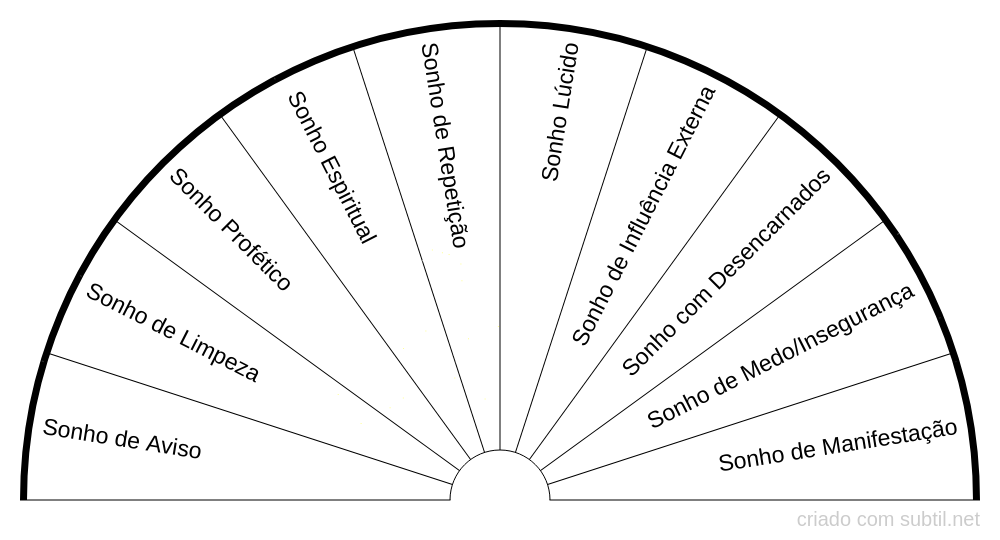 Sonho de Aviso
Sonho de Limpeza
Sonho Profético
Sonho Espiritual
Sonho de Repetição
Sonho Lúcido
Sonho de Influência Externa
Sonho com Desencarnados
Sonho de Medo/Insegurança
Sonho de Manifestação
criado com subtil.net